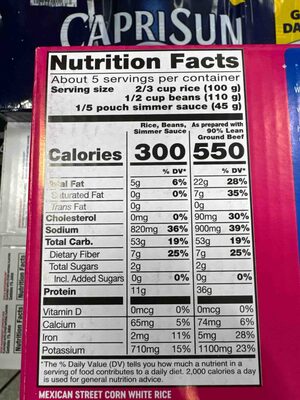 CAPRISUN
G
DA
Nutrition Facts
About 5 servings per container
Serving size 2/3 cup rice (100 g)
1/2 cup beans (110 g)
1/5 pouch simmer sauce (45 g)
Rice, Beans, Simmer Sauce
As prepared with 90% Lean Ground Beef
Calories 300 550
% DV* % DV*
Total Fat 5g 6% 22g 28%
Saturated Fat 0g 0% 7g 35%
Trans Fat 0g 0g
Cholesterol 0mg 0% 90mg 30%
Sodium 820mg 36% 900mg 39%
Total Carb. 53g 19% 53g 19%
Dietary Fiber 7g 25% 7g 25%
Total Sugars 2g 2g
Incl. Added Sugars 0g 0% 0g 0%
Protein 11g 36g
Vitamin D 0mcg 0% 0mcg 0%
Calcium 65mg 5% 74mg 6%
Iron 2mg 11% 5mg 28%
Potassium 710mg 15% 1100mg 23%
*The % Daily Value (DV) tells you how much a nutrient in a
serving of food contributes to a daily diet. 2,000 calories a
day is used for general nutrition advice.
MEXICAN STREET CORN WHITE RICE
Nutrition Facts
Nutrition Facts